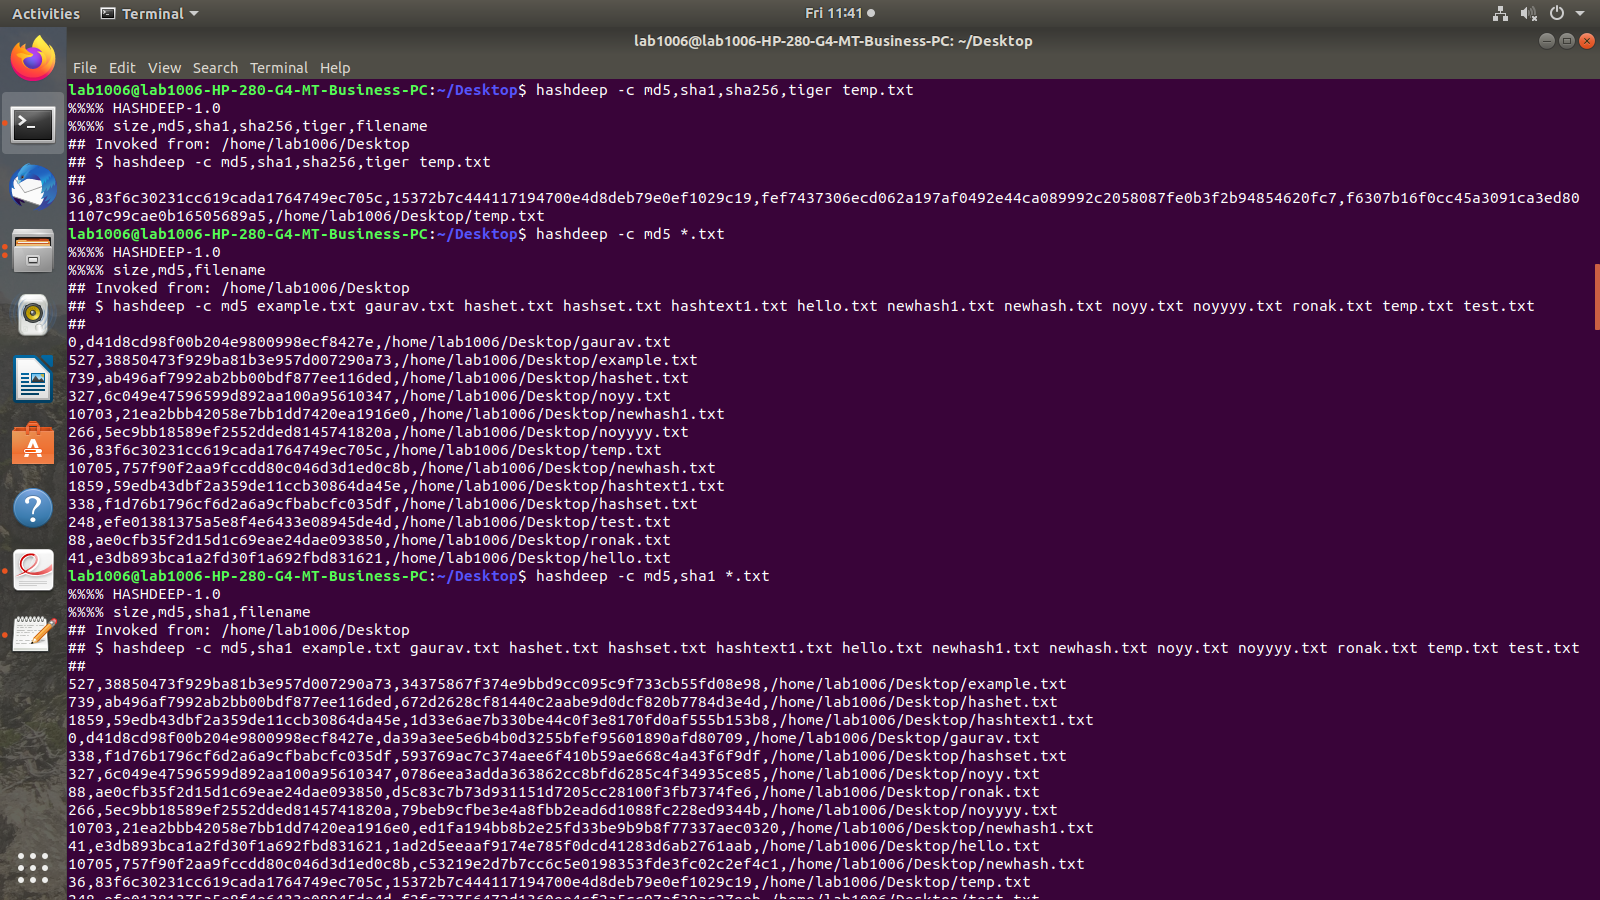 Activities Terminal Fri 11:41
lab1006@lab1006-HP-280-G4-MT-Business-PC: ~/Desktop
File Edit View Search Terminal Help
lab1006@lab1006-HP-280-G4-MT-Business-PC:~/Desktop$ hashdeep -c md5,sha1,sha256,tiger temp.txt
%%%% HASHDEEP-1.0
%%%% size,md5,sha1,sha256,tiger,filename
## Invoked from: /home/lab1006/Desktop
## $ hashdeep -c md5,sha1,sha256,tiger temp.txt
##
36,83f6c30231cc619cada1764749ec705c,15372b7c444117194700e4d8deb79e0ef1029c19,fef7437306ecd062a197af0492e44ca089992c2058087fe0b3f2b94854620fc7,f6307b16f0cc45a3091ca3ed80
1107c99cae0b16505689a5,/home/lab1006/Desktop/temp.txt
lab1006@lab1006-HP-280-G4-MT-Business-PC:~/Desktop$ hashdeep -c md5 *.txt
%%%% HASHDEEP-1.0
%%%% size,md5,filename
## Invoked from: /home/lab1006/Desktop
## $ hashdeep -c md5 example.txt gaurav.txt hashet.txt hashset.txt hashtext1.txt hello.txt newhash1.txt newhash.txt noyy.txt noyyyy.txt ronak.txt temp.txt test.txt
##
0,d41d8cd98f00b204e9800998ecf8427e,/home/lab1006/Desktop/gaurav.txt
527,38850473f929ba81b3e957d007290a73,/home/lab1006/Desktop/example.txt
739,ab496af7992ab2bb00bdf877ee116ded,/home/lab1006/Desktop/hashet.txt
327,6c049e47596599d892aa100a95610347,/home/lab1006/Desktop/noyy.txt
10703,21ea2bbb42058e7bb1dd7420ea1916e0,/home/lab1006/Desktop/newhash1.txt
266,5ec9bb18589ef2552dded8145741820a,/home/lab1006/Desktop/noyyyy.txt
36,83f6c30231cc619cada1764749ec705c,/home/lab1006/Desktop/temp.txt
10705,757f90f2aa9fccdd80c046d3d1ed0c8b,/home/lab1006/Desktop/newhash.txt
1859,59edb43dbf2a359de11ccb30864da45e,/home/lab1006/Desktop/hashtext1.txt
338,f1d76b1796cf6d2a6a9cfbabcfc035df,/home/lab1006/Desktop/hashset.txt
248,efe01381375a5e8f4e6433e08945de4d,/home/lab1006/Desktop/test.txt
88,ae0cfb35f2d15d1c69eae24dae093850,/home/lab1006/Desktop/ronak.txt
41,e3db893bca1a2fd30f1a692fbd831621,/home/lab1006/Desktop/hello.txt
lab1006@lab1006-HP-280-G4-MT-Business-PC:~/Desktop$ hashdeep -c md5,sha1 *.txt
%%%% HASHDEEP-1.0
%%%% size,md5,sha1,filename
## Invoked from: /home/lab1006/Desktop
## $ hashdeep -c md5,sha1 example.txt gaurav.txt hashet.txt hashset.txt hashtext1.txt hello.txt newhash1.txt newhash.txt noyy.txt noyyyy.txt ronak.txt temp.txt test.txt
##
527,38850473f929ba81b3e957d007290a73,34375867f374e9bbd9cc095c9f733cb55fd08e98,/home/lab1006/Desktop/example.txt
739,ab496af7992ab2bb00bdf877ee116ded,672d2628cf81440c2aabe9d0dcf820b7784d3e4d,/home/lab1006/Desktop/hashet.txt
1859,59edb43dbf2a359de11ccb30864da45e,1d33e6ae7b330be44c0f3e8170fd0af555b153b8,/home/lab1006/Desktop/hashtext1.txt
0,d41d8cd98f00b204e9800998ecf8427e,da39a3ee5e6b4b0d3255bfef95601890afd80709,/home/lab1006/Desktop/gaurav.txt
338,f1d76b1796cf6d2a6a9cfbabcfc035df,593769ac7c374aee6f410b59ae668c4a43f6f9df,/home/lab1006/Desktop/hashset.txt
327,6c049e47596599d892aa100a95610347,0786eea3adda363862cc8bfd6285c4f34935ce85,/home/lab1006/Desktop/noyy.txt
88,ae0cfb35f2d15d1c69eae24dae093850,d5c83c7b73d931151d7205cc28100f3fb7374fe6,/home/lab1006/Desktop/ronak.txt
266,5ec9bb18589ef2552dded8145741820a,79beb9cfbe3e4a8fbb2ead6d1088fc228ed9344b,/home/lab1006/Desktop/noyyyy.txt
10703,21ea2bbb42058e7bb1dd7420ea1916e0,ed1fa194bb8b2e25fd33be9b9b8f77337aec0320,/home/lab1006/Desktop/newhash1.txt
41,e3db893bca1a2fd30f1a692fbd831621,1ad2d5eeaaf9174e785f0dcd41283d6ab2761aab,/home/lab1006/Desktop/hello.txt
10705,757f90f2aa9fccdd80c046d3d1ed0c8b,c53219e2d7b7cc6c5e0198353fde3fc02c2ef4c1,/home/lab1006/Desktop/newhash.txt
36,83f6c30231cc619cada1764749ec705c,15372b7c444117194700e4d8deb79e0ef1029c19,/home/lab1006/Desktop/temp.txt